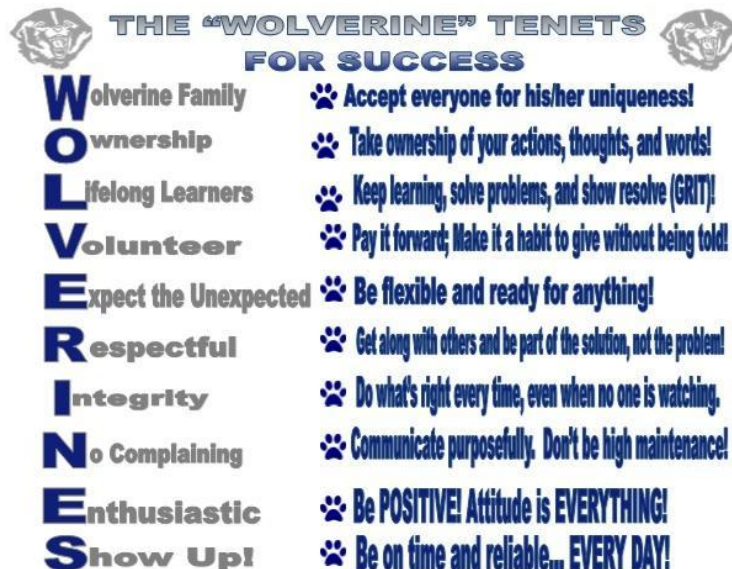 THE “WOLVERINE” TENETS
FOR SUCCESS
Wolverine Family Accept everyone for his/her uniqueness!
Ownership Take ownership of your actions, thoughts, and words!
Lifelong Learners Keep learning, solve problems, and show resolve (GRIT)!
Volunteer Pay it forward; Make it a habit to give without being told!
Expect the Unexpected Be flexible and ready for anything!
Respectful Get along with others and be part of the solution, not the problem!
Integrity Do what's right every time, even when no one is watching.
No Complaining Communicate purposefully. Don't be high maintenance!
Enthusiastic Be POSITIVE! Attitude is EVERYTHING!
Show Up! Be on time and reliable... EVERY DAY!